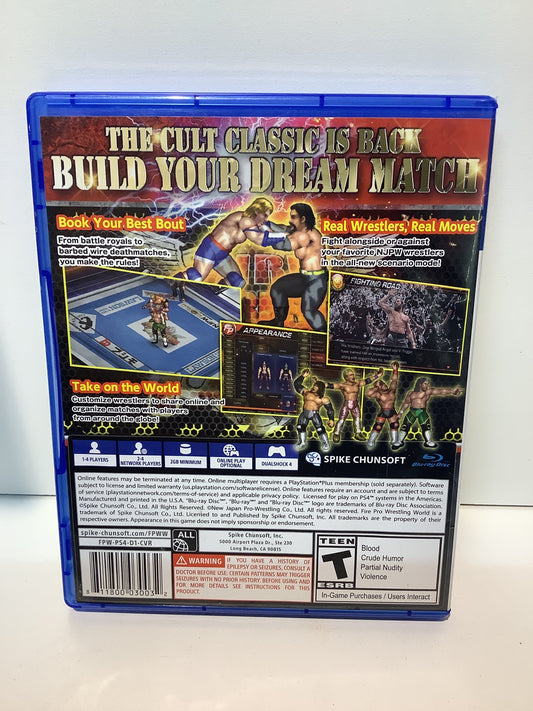 THE CULT CLASSIC IS BACK
BUILD YOUR DREAM MATCH
Book Your Best Bout
From battle royals to
barbed wire deathmatches,
you make the rules!
Real Wrestlers, Real Moves
Fight alongside or against
your favorite NJPW wrestlers
in the all-new scenario mode!
FIGHTING ROAD
APPEARANCE
Take on the World
Customize wrestlers to share online and
organize matches with players
from around the globe!
1-4 PLAYERS
2-4
NETWORK PLAYERS
2GB MINIMUM
ONLINE PLAY
OPTIONAL
DUALSHOCK 4
SPIKE CHUNSOFT
Blu-ray Disc
Online features may be terminated at any time. Online multiplayer requires a PlayStation®Plus membership (sold separately). Software
subject to license and limited warranty (us.playstation.com/softwarelicense). Online features require an account and are subject to terms
of service (playstationnetwork.com/terms-of-service) and applicable privacy policy. Licensed for play on PS4™ systems in the Americas.
Manufactured and printed in the U.S.A. "Blu-ray Disc™, "Blu-ray™" and "Blu-ray Disc™" logo are trademarks of Blu-ray Disc Association.
©Spike Chunsoft Co., Ltd. All Rights Reserved. ©New Japan Pro-Wrestling Co., Ltd. All Rights Reserved. Fire Pro Wrestling World is a
trademark of Spike Chunsoft Co., Ltd. Licensed to and Published by Spike Chunsoft, Inc. All trademarks are the property of their
respective owners. Appearance in this game does not imply sponsorship or endorsement.
spike-chunsoft.com/FPWW
FPW-PS4-D1-CVR
ALL
Spike Chunsoft, Inc.
5000 Airport Plaza Dr., Ste 230
Long Beach, CA 90815
WARNING
IF YOU HAVE A HISTORY OF
EPILEPSY OR SEIZURES, CONSULT A
DOCTOR BEFORE USE. CERTAIN PATTERNS MAY TRIGGER
SEIZURES WITH NO PRIOR HISTORY. BEFORE USING AND
FOR MORE DETAILS SEE INSTRUCTIONS FOR THIS
PRODUCT.
8 11800 03003 2
TEEN
T
ESRB
Blood
Crude Humor
Partial Nudity
Violence
In-Game Purchases / Users Interact